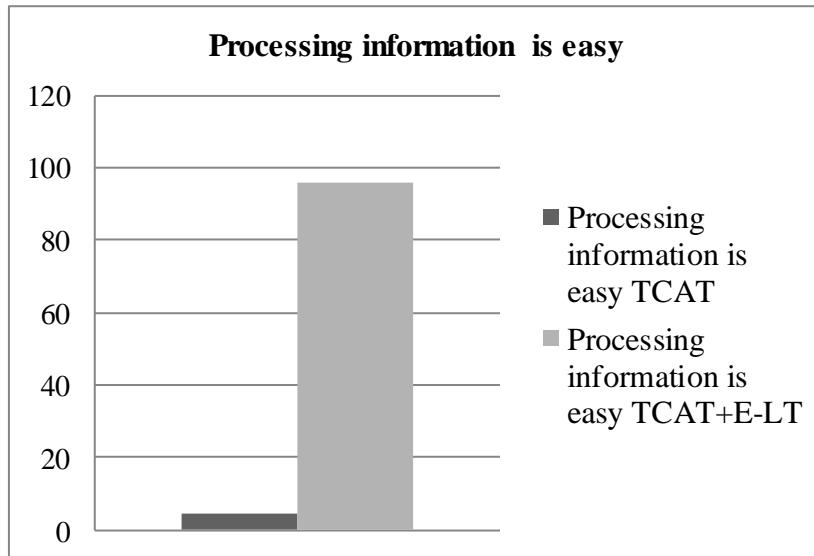 Processing information is easy
120
100
80
60
40
20
0
Processing
information is
easy TCAT
Processing
information is
easy TCAT+E-LT